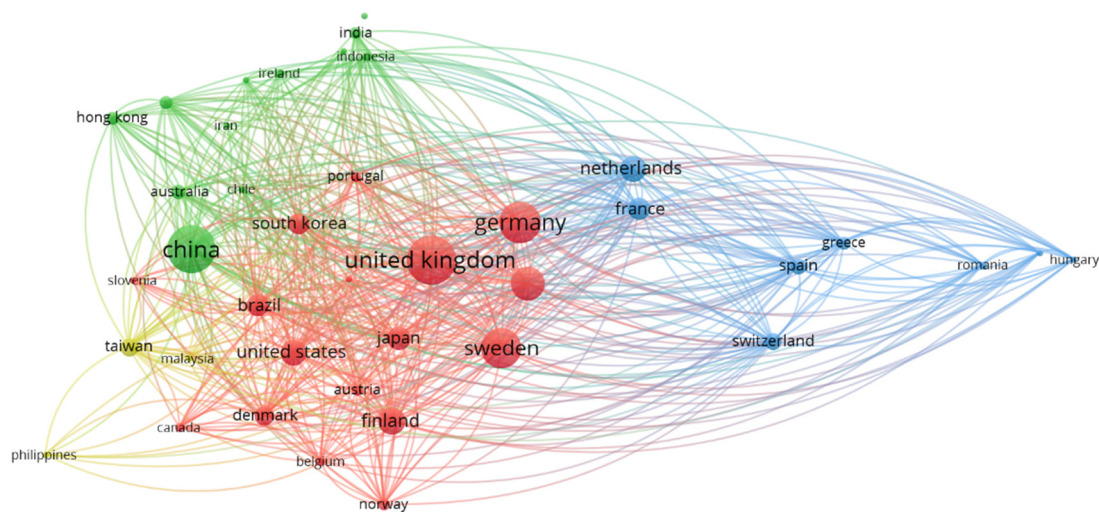 india
indonesia
ireland
hong kong
iran
netherlands
portugal
australia
chile
france
south korea
germany
greece
china
united kingdom
hungary
spain
romania
slovenia
brazil
japan
switzerland
taiwan
sweden
united states
malaysia
austria
denmark
finland
canada
philippines
belgium
norway